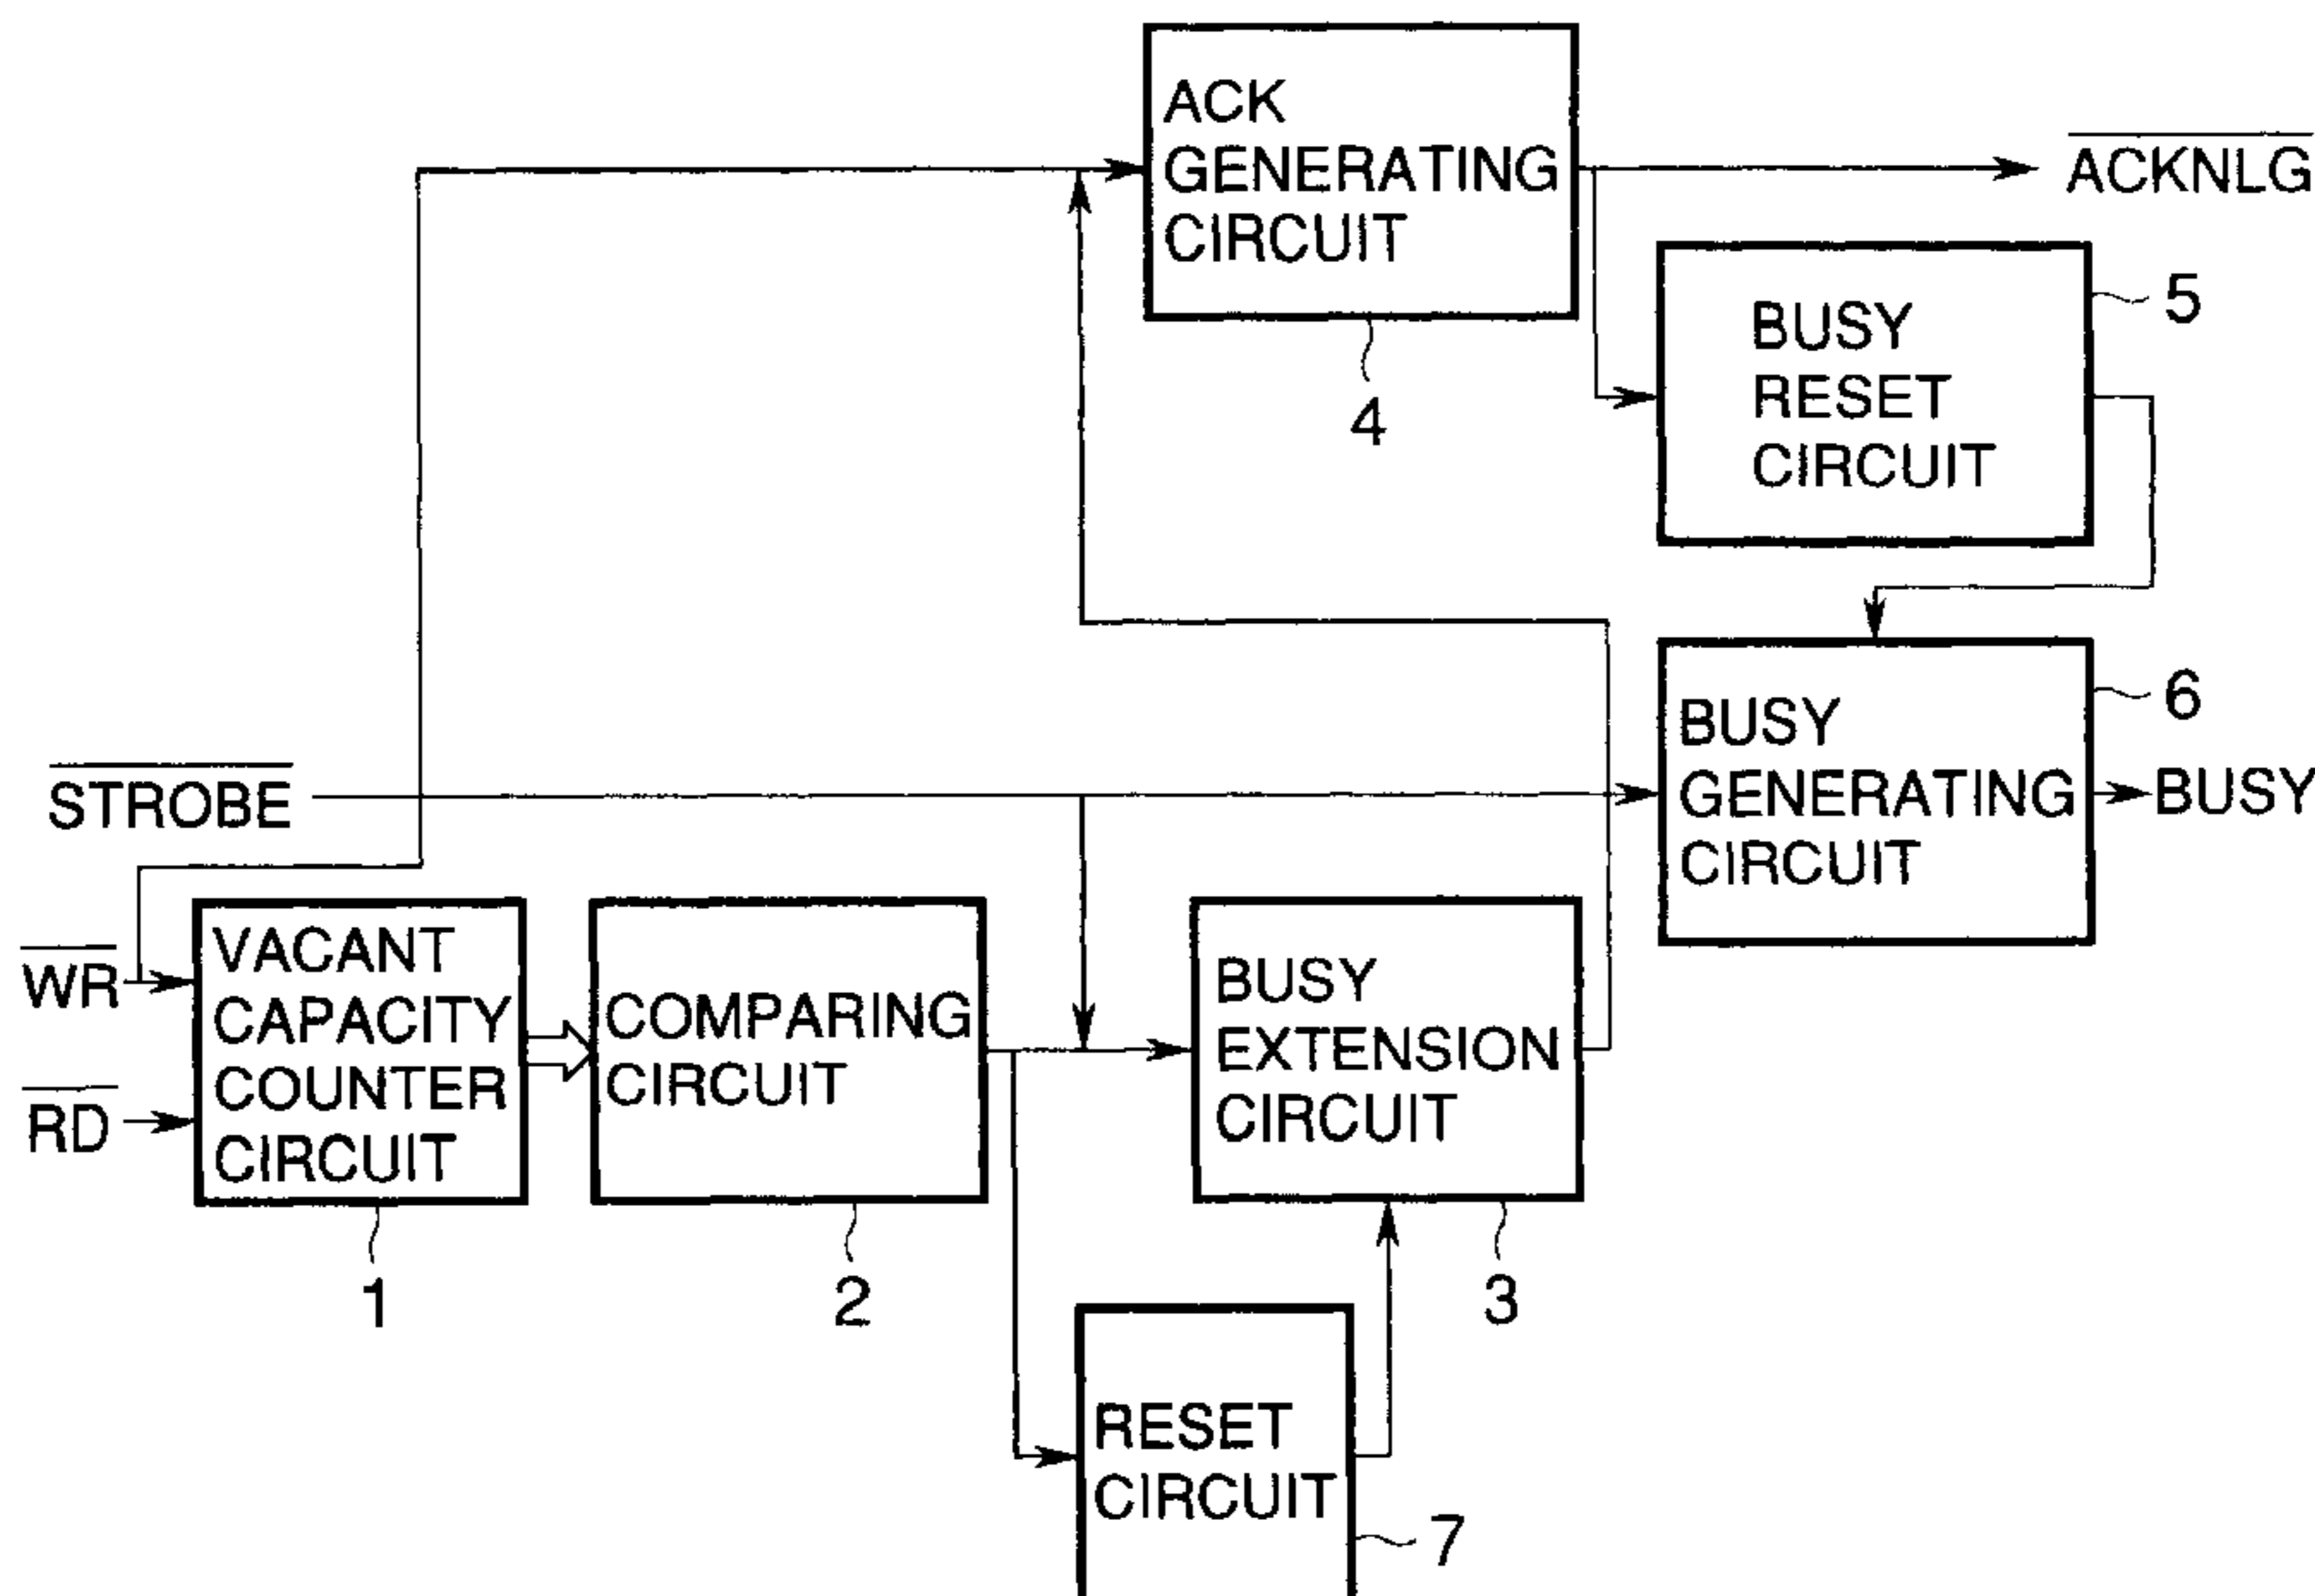 ACK
GENERATING
CIRCUIT
4
ACKNLG
BUSY
RESET
CIRCUIT
5
BUSY
GENERATING
CIRCUIT
6
BUSY
STROBE
WR
RD
VACANT
CAPACITY
COUNTER
CIRCUIT
1
COMPARING
CIRCUIT
2
BUSY
EXTENSION
CIRCUIT
3
RESET
CIRCUIT
7